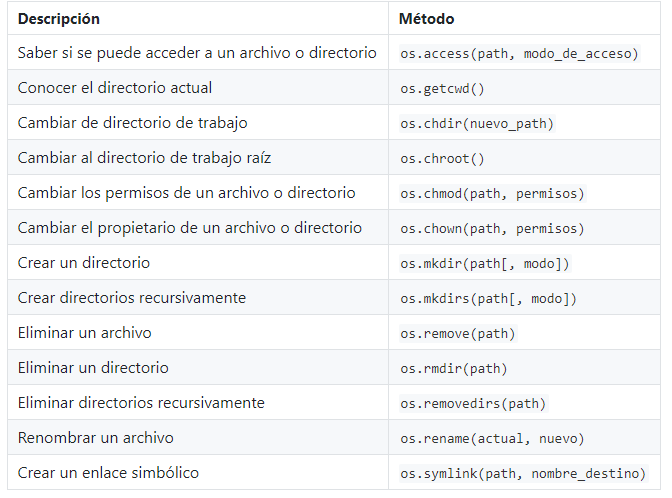 Descripción Método
Saber si se puede acceder a un archivo o directorio os.access(path, modo_de_acceso)
Conocer el directorio actual os.getcwd()
Cambiar de directorio de trabajo os.chdir(nuevo_path)
Cambiar al directorio de trabajo raíz os.chroot()
Cambiar los permisos de un archivo o directorio os.chmod(path, permisos)
Cambiar el propietario de un archivo o directorio os.chown(path, permisos)
Crear un directorio os.mkdir(path[, modo])
Crear directorios recursivamente os.mkdirs(path[, modo])
Eliminar un archivo os.remove(path)
Eliminar un directorio os.rmdir(path)
Eliminar directorios recursivamente os.removedirs(path)
Renombrar un archivo os.rename(actual, nuevo)
Crear un enlace simbólico os.symlink(path, nombre_destino)